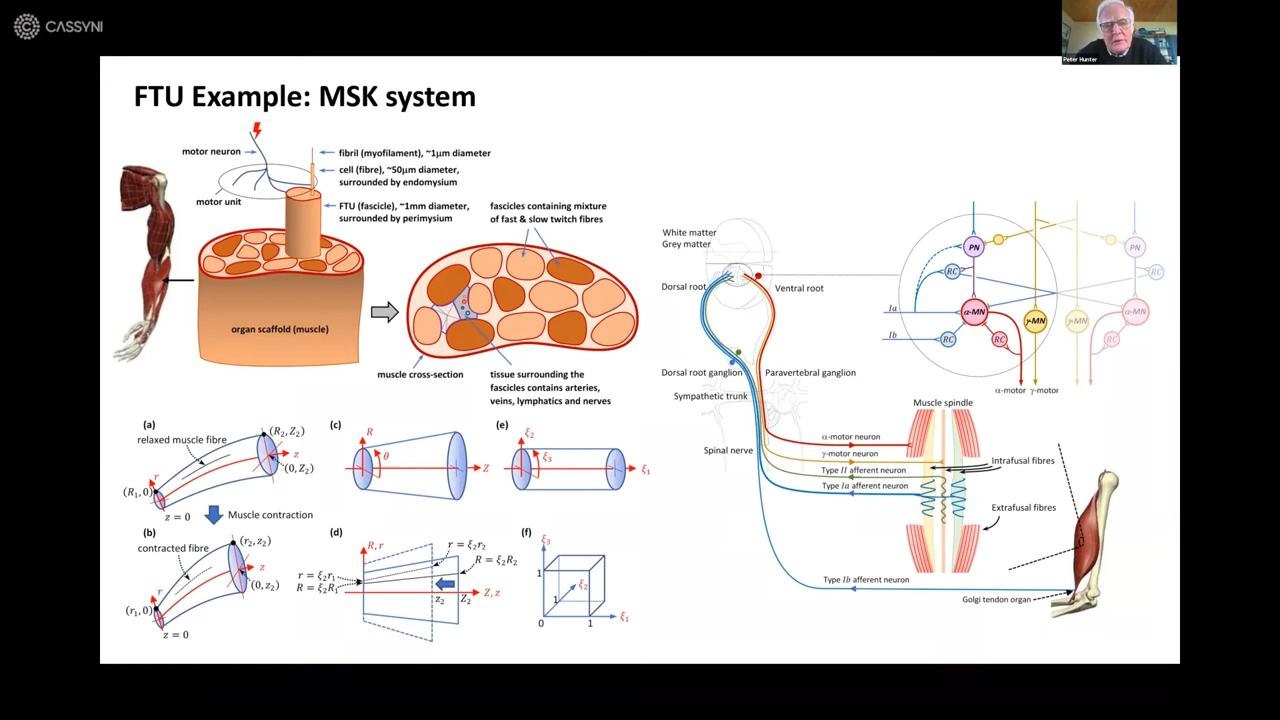 CASSYNI
Peter Hunter
FTU Example: MSK system
motor neuron
motor unit
fibril (myofilament), ~1μm diameter
cell (fibre), ~50μm diameter,
surrounded by endomysium
FTU (fascicle), ~1mm diameter,
surrounded by perimysium
fascicles containing mixture
of fast & slow twitch fibres
organ scaffold (muscle)
muscle cross-section
tissue surrounding the
fascicles contains arteries,
veins, lymphatics and nerves
(a)
relaxed muscle fibre
(R₂, Z₂)
r
z
(0, Z₂)
(R₁, 0)
z = 0
Muscle contraction
(b)
contracted fibre
(r₂, z₂)
r
z
(0, z₂)
(r₁, 0)
z = 0
(c)
R
θ
Z
(d)
R, r
r = ξ₂r₂
R = ξ₂R₂
r = ξ₂r₁
R = ξ₂R₁
z₂
Z₂
Z, z
(e)
ξ₂
ξ₃
ξ₁
(f)
ξ₃
1
ξ₂
1
0
1
ξ₁
White matter
Grey matter
Dorsal root
Ventral root
Dorsal root ganglion
Paravertebral ganglion
Sympathetic trunk
Spinal nerve
α-motor neuron
γ-motor neuron
Type II afferent neuron
Type Ia afferent neuron
Type Ib afferent neuron
Golgi tendon organ
Muscle spindle
Intrafusal fibres
Extrafusal fibres
PN
PN
RC
RC
Ia
α-MN
γ-MN
γ-MN
α-MN
Ib
RC
RC
RC
α-motor γ-motor